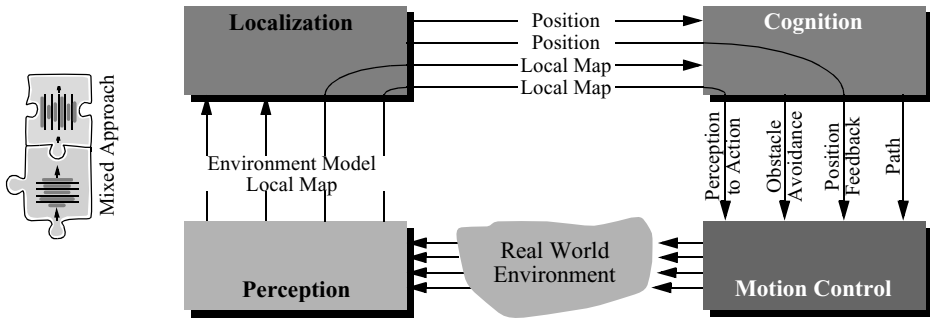 Localization
Position
Cognition
Position
Local Map
Local Map
Mixed Approach
Environment Model
Local Map
Perception
to Action
Obstacle
Avoidance
Position
Feedback
Path
Real World
Environment
Perception
Motion Control